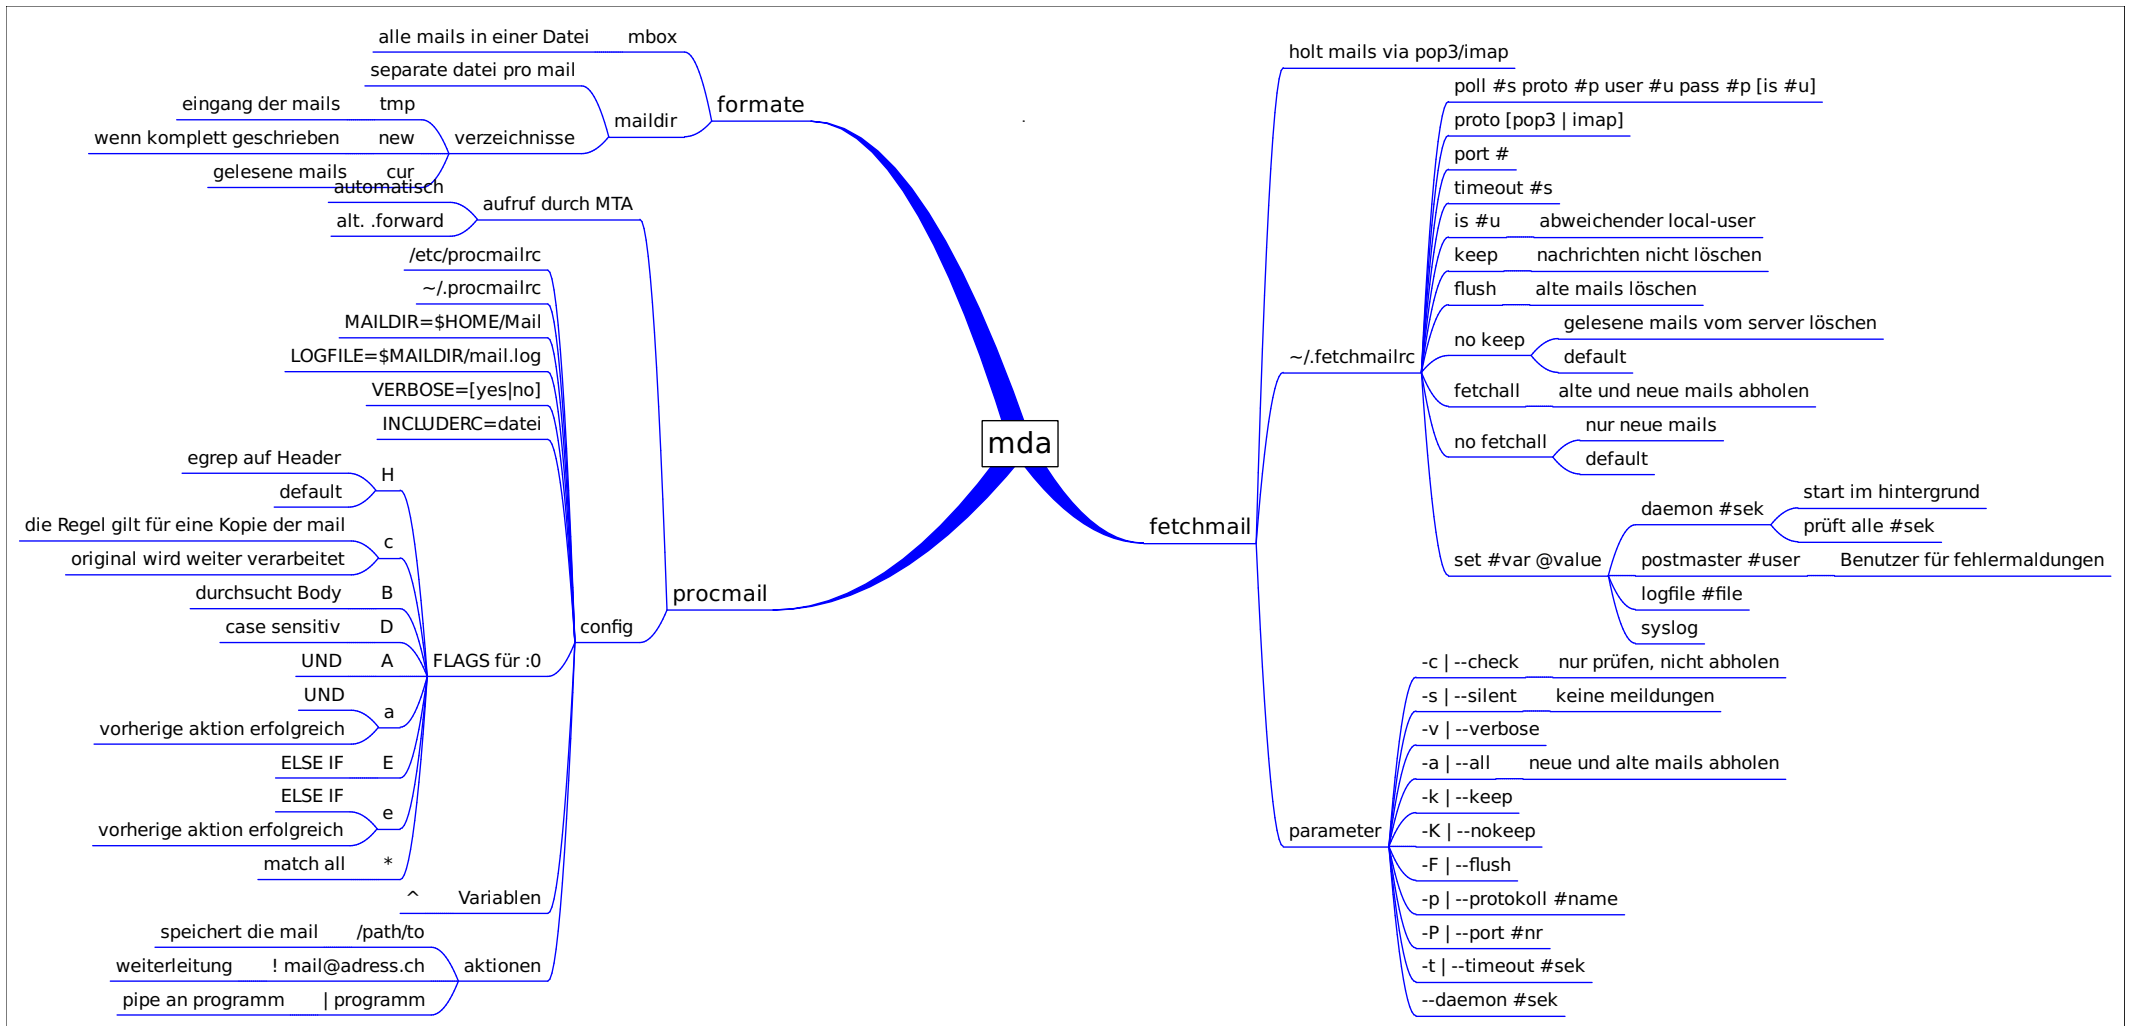 mda
formate
mbox
alle mails in einer Datei
maildir
separate datei pro mail
verzeichnisse
tmp
eingang der mails
new
wenn komplett geschrieben
cur
gelesene mails
procmail
aufruf durch MTA
automatisch
alt. .forward
config
/etc/procmailrc
~/.procmailrc
MAILDIR=$HOME/Mail
LOGFILE=$MAILDIR/mail.log
VERBOSE=[yes|no]
INCLUDERC=datei
FLAGS für :0
H
egrep auf Header
default
c
die Regel gilt für eine Kopie der mail
original wird weiter verarbeitet
B
durchsucht Body
D
case sensitiv
A
UND
a
UND
vorherige aktion erfolgreich
E
ELSE IF
e
ELSE IF
vorherige aktion erfolgreich
*
match all
Variablen
^
aktionen
/path/to
speichert die mail
! mail@adress.ch
weiterleitung
| programm
pipe an programm
fetchmail
holt mails via pop3/imap
~/.fetchmailrc
poll #s proto #p user #u pass #p [is #u]
proto [pop3 | imap]
port #
timeout #s
is #u
abweichender local-user
keep
nachrichten nicht löschen
flush
alte mails löschen
no keep
gelesene mails vom server löschen
default
fetchall
alte und neue mails abholen
no fetchall
nur neue mails
default
set #var @value
daemon #sek
start im hintergrund
prüft alle #sek
postmaster #user
Benutzer für fehlermaldungen
logfile #file
syslog
parameter
-c | --check
nur prüfen, nicht abholen
-s | --silent
keine meildungen
-v | --verbose
-a | --all
neue und alte mails abholen
-k | --keep
-K | --nokeep
-F | --flush
-p | --protokoll #name
-P | --port #nr
-t | --timeout #sek
--daemon #sek